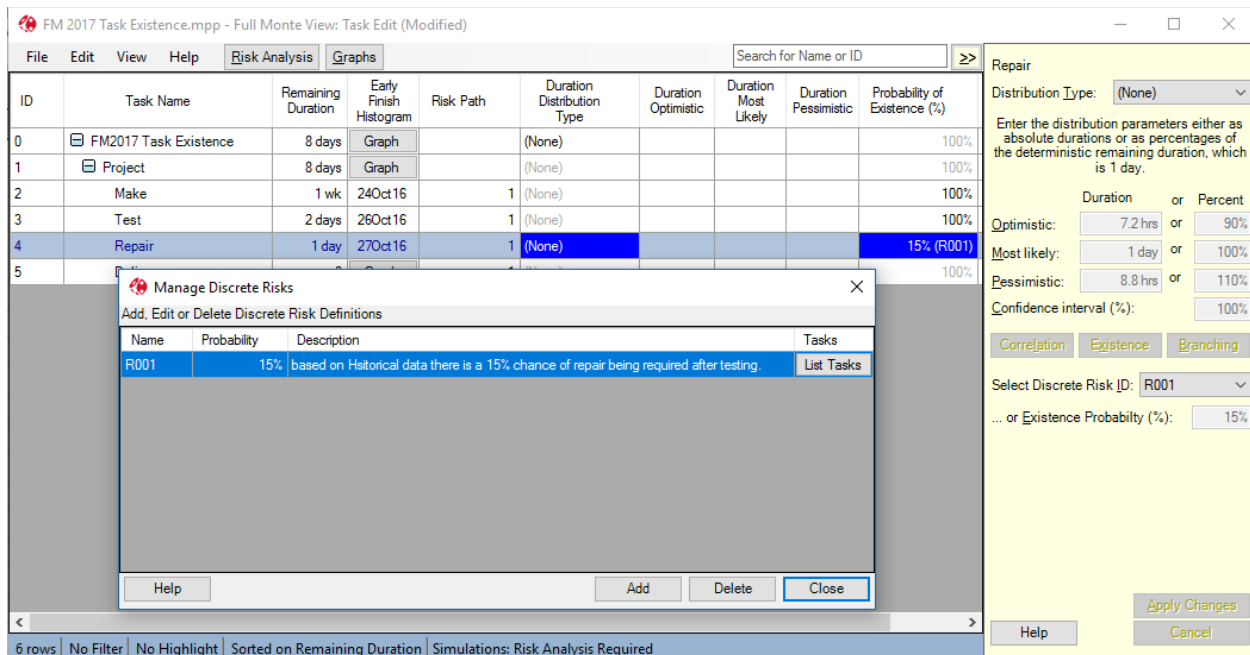 FM 2017 Task Existence.mpp - Full Monte View: Task Edit (Modified)
File Edit View Help Risk Analysis Graphs Search for Name or ID >>
ID Task Name Remaining Duration Early Finish Histogram Risk Path Duration Distribution Type Duration Optimistic Duration Most Likely Duration Pessimistic Probability of Existence (%)
0 FM2017 Task Existence 8 days Graph (None) 100%
1 Project 8 days Graph (None) 100%
2 Make 1 wk 24Oct16 1 (None) 100%
3 Test 2 days 26Oct16 1 (None) 100%
4 Repair 1 day 27Oct16 1 (None) 15% (R001)
5 100%
Manage Discrete Risks
Add, Edit or Delete Discrete Risk Definitions
Name Probability Description Tasks
R001 15% based on Hsitorical data there is a 15% chance of repair being required after testing. List Tasks
Help Add Delete Close
6 rows No Filter No Highlight Sorted on Remaining Duration Simulations: Risk Analysis Required
Repair
Distribution Type: (None)
Enter the distribution parameters either as
absolute durations or as percentages of
the deterministic remaining duration, which
is 1 day.
Duration or Percent
Optimistic: 7.2 hrs or 90%
Most likely: 1 day or 100%
Pessimistic: 8.8 hrs or 110%
Confidence interval (%): 100%
Correlation Existence Branching
Select Discrete Risk ID: R001
... or Existence Probabilty (%): 15%
Apply Changes
Help Cancel